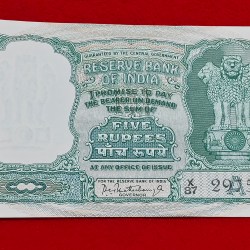 GUARANTEED BY THE CENTRAL GOVERNMENT
RESERVE BANK
OF INDIA
I PROMISE TO PAY
THE BEARER ON DEMAND
THE SUM OF
FIVE
RUPEES
पांच रुपये
AT ANY OFFICE OF ISSUE
FOR THE RESERVE BANK OF INDIA
GOVERNOR
X/87 29